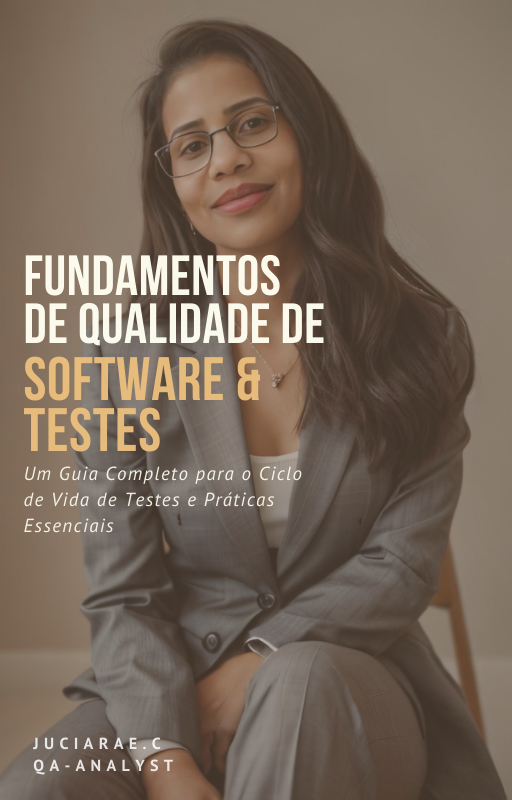 FUNDAMENTOS
DE QUALIDADE DE
SOFTWARE &
TESTES
Um Guia Completo para o Ciclo
de Vida de Testes e Práticas
Essenciais
JUCIARAE.C
QA-ANALYST